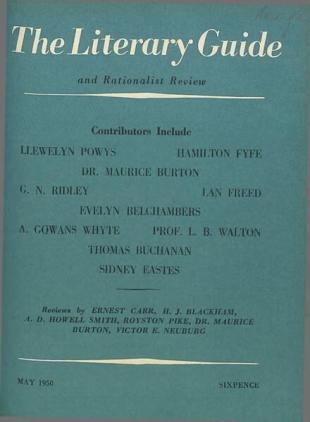 The Literary Guide
and Rationalist Review
Contributors Include
LLEWELYN POWYS HAMILTON FYFE
DR. MAURICE BURTON
G. N. RIDLEY IAN FREED
EVELYN BELCHAMBERS
A. GOWANS WHYTE PROF. L. B. WALTON
THOMAS BUCHANAN
SIDNEY EASTES
Reviews by ERNEST CARR, H. J. BLACKHAM,
A. D. HOWELL SMITH, ROYSTON PIKE, DR. MAURICE
BURTON, VICTOR E. NEUBURG
MAY 1950 SIXPENCE